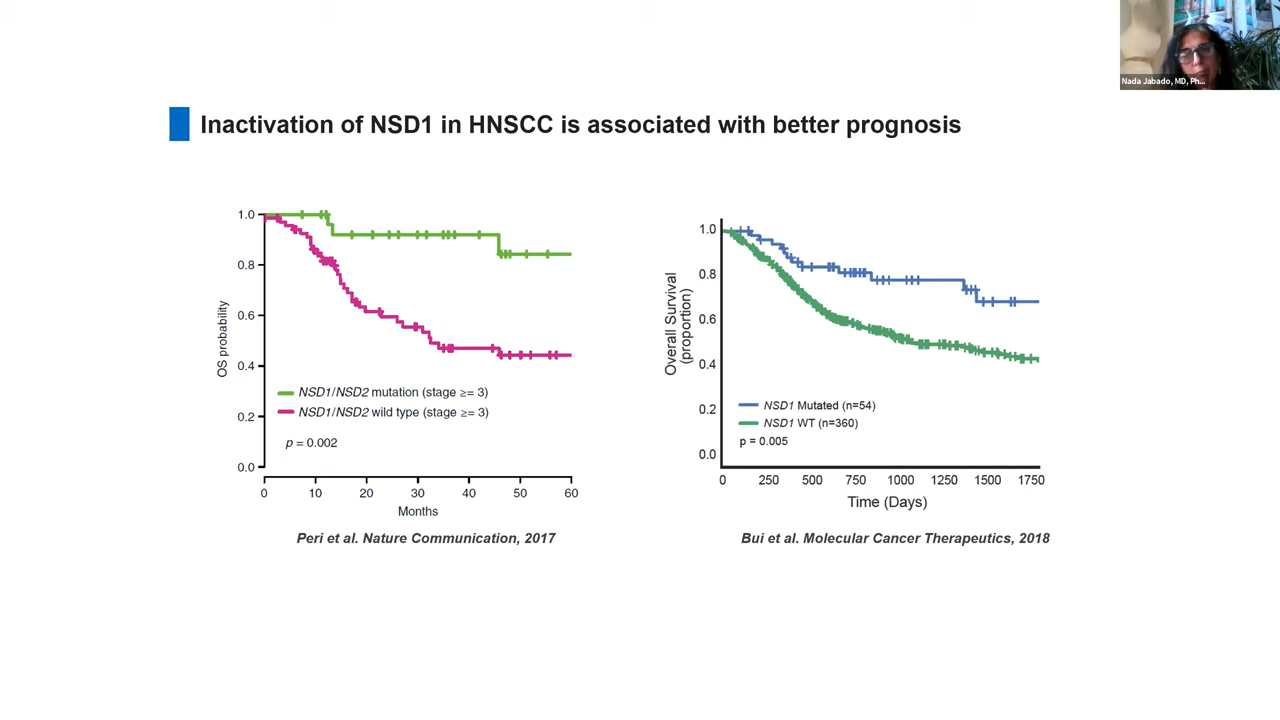 Nada Jabado, MD, Ph...
Inactivation of NSD1 in HNSCC is associated with better prognosis
OS probability
1.0
0.8
0.6
0.4
0.2
0.0
NSD1/NSD2 mutation (stage ≥= 3)
NSD1/NSD2 wild type (stage ≥= 3)
p = 0.002
0 10 20 30 40 50 60
Months
Peri et al. Nature Communication, 2017
Overall Survival
(proportion)
1.0
0.8
0.6
0.4
0.2
0.0
NSD1 Mutated (n=54)
NSD1 WT (n=360)
p = 0.005
0 250 500 750 1000 1250 1500 1750
Time (Days)
Bui et al. Molecular Cancer Therapeutics, 2018